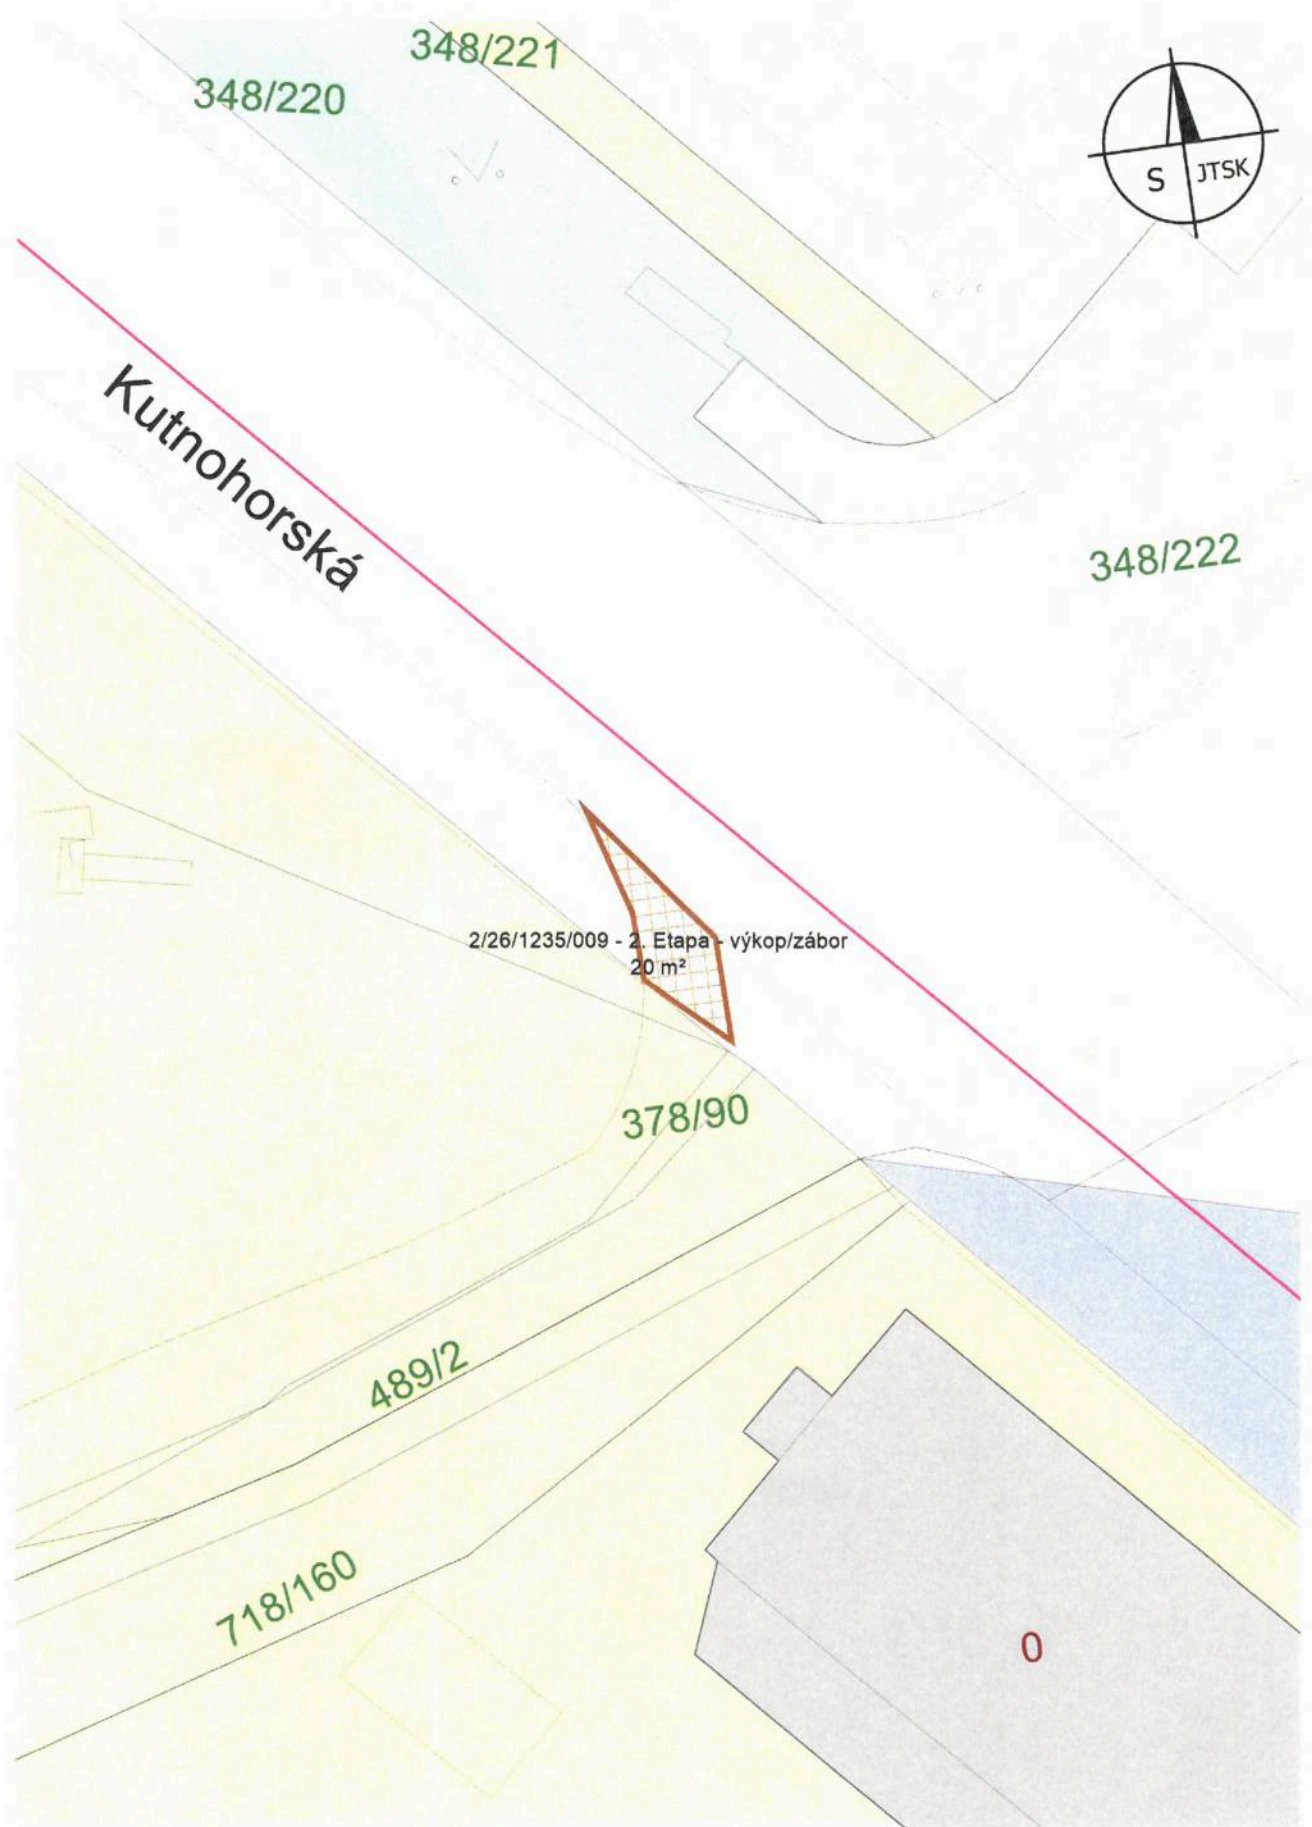 348/221
348/220
S JTSK
Kutnohorská
348/222
2/26/1235/009 - 2. Etapa - výkop/zábor
20 m²
378/90
489/2
718/160
0